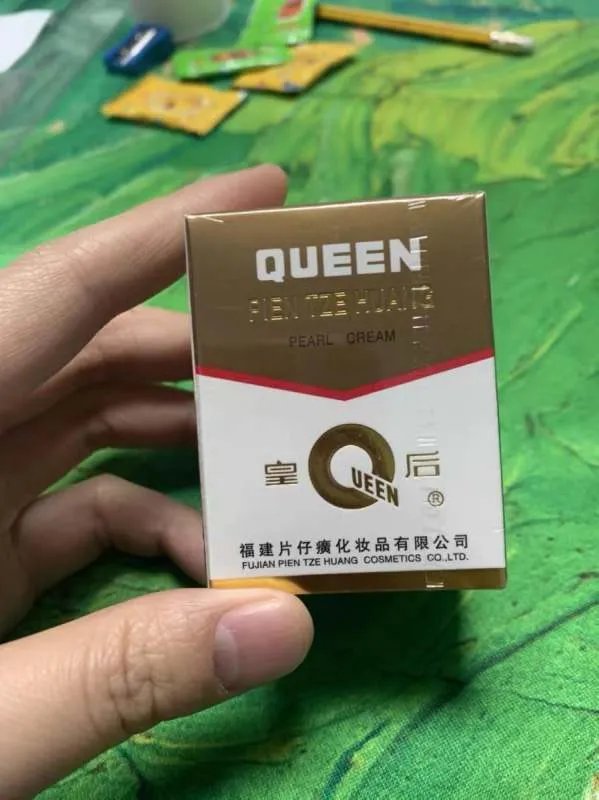 QUEEN
PIEN TZE HUANG
PEARL CREAM
皇 QUEEN 后 ®
福建片仔癀化妆品有限公司
FUJIAN PIEN TZE HUANG COSMETICS CO.,LTD.